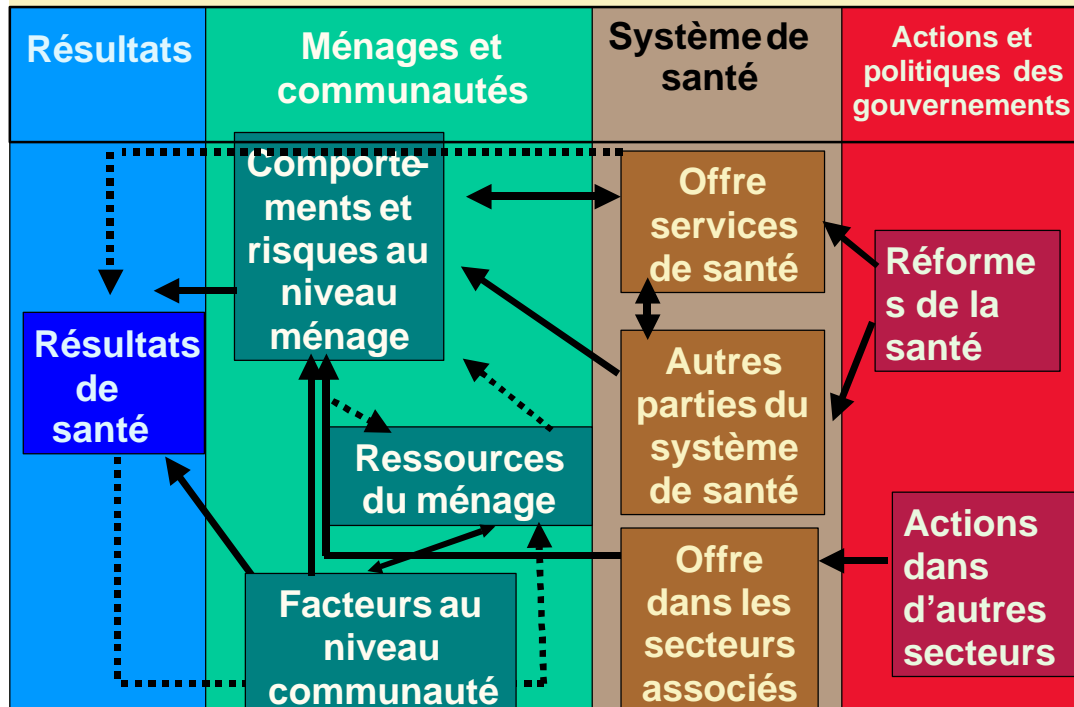 Résultats
Ménages et
communautés
Système de
santé
Actions et
politiques des
gouvernements
Comporte-
ments et
risques au
niveau
ménage
Offre
services
de santé
Réforme
s de la
santé
Résultats
de
santé
Autres
parties du
système
de santé
Ressources
du ménage
Actions
dans
d'autres
secteurs
Offre
dans les
secteurs
associés
Facteurs au
niveau
communauté